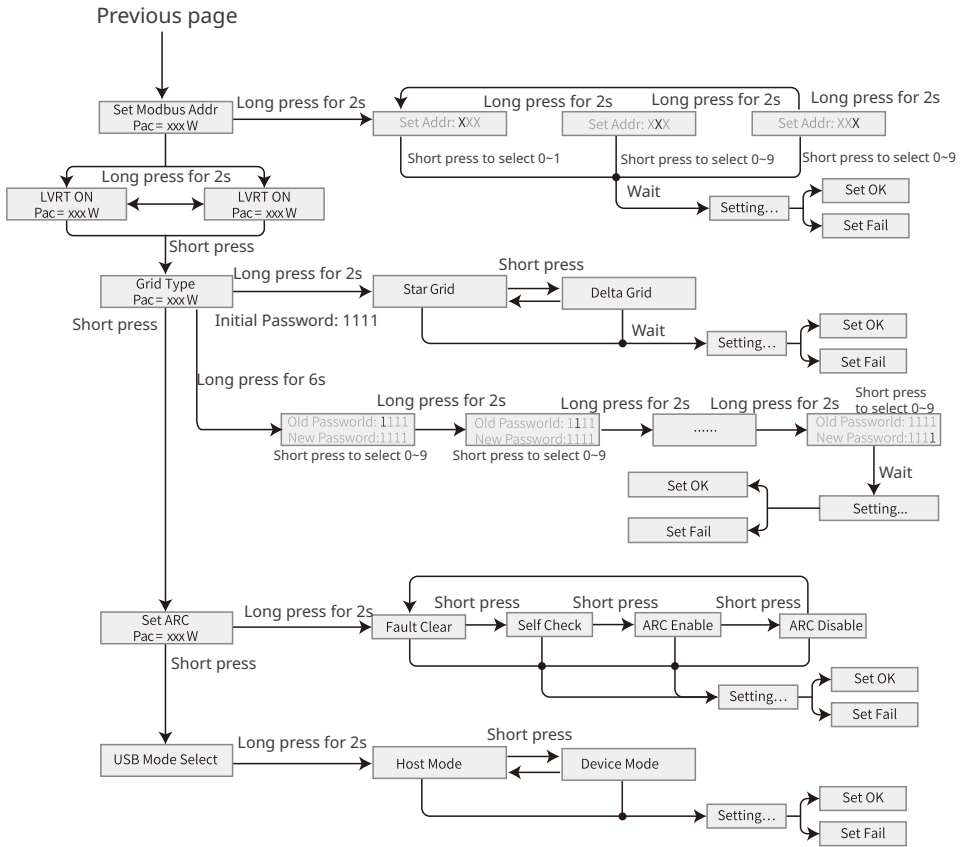 Previous page
Set Modbus Addr
Pac= xxx W
Long press for 2s
Set Addr: XXX
Long press for 2s
Set Addr: XXX
Long press for 2s
Set Addr: XXX
Long press for 2s
Short press to select 0~1
Short press to select 0~9
Short press to select 0~9
Long press for 2s
LVRT ON
Pac= xxx W
LVRT ON
Pac= xxx W
Wait
Setting...
Set OK
Set Fail
Short press
Grid Type
Pac= xxx W
Long press for 2s
Star Grid
Short press
Delta Grid
Initial Password: 1111
Short press
Wait
Setting...
Set OK
Set Fail
Long press for 6s
Old Passworld: 1111
New Password:1111
Short press to select 0~9
Long press for 2s
Old Passworld: 1111
New Password:1111
Short press to select 0~9
Long press for 2s
......
Long press for 2s
Short press
to select 0~9
Old Passworld: 1111
New Password:1111
Wait
Setting...
Set OK
Set Fail
Set ARC
Pac= xxx W
Long press for 2s
Fault Clear
Short press
Self Check
Short press
ARC Enable
Short press
ARC Disable
Short press
Setting...
Set OK
Set Fail
USB Mode Select
Long press for 2s
Host Mode
Short press
Device Mode
Setting...
Set OK
Set Fail